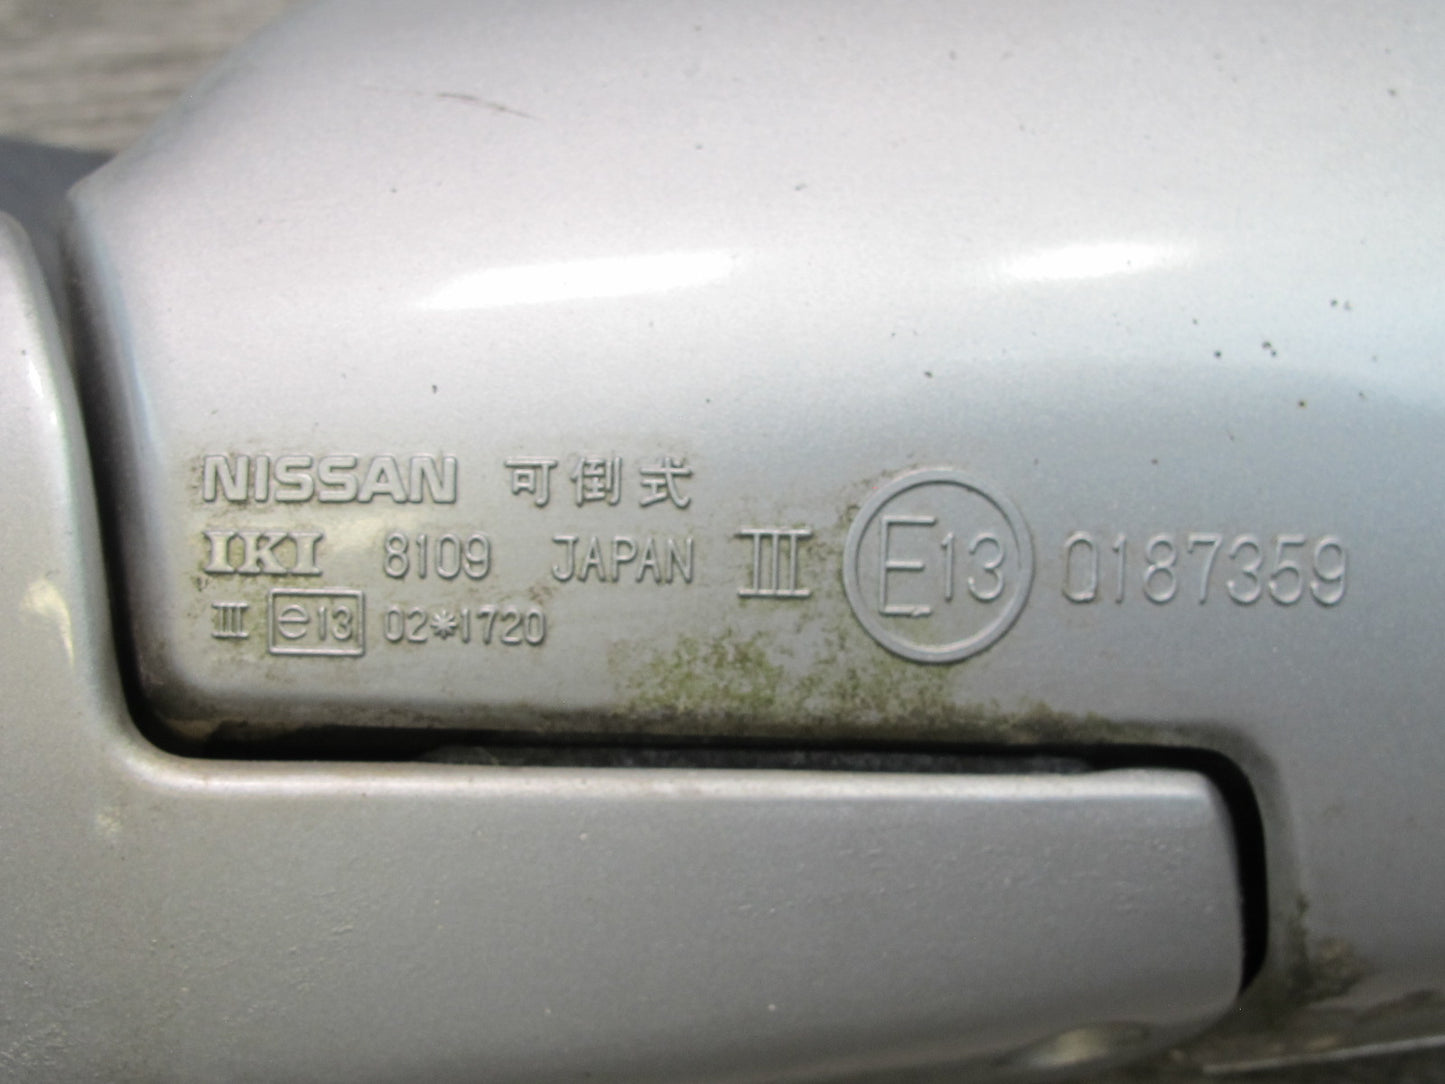 NISSAN 可倒式
IKI 8109 JAPAN III E13 0187359
III e13 02*1720